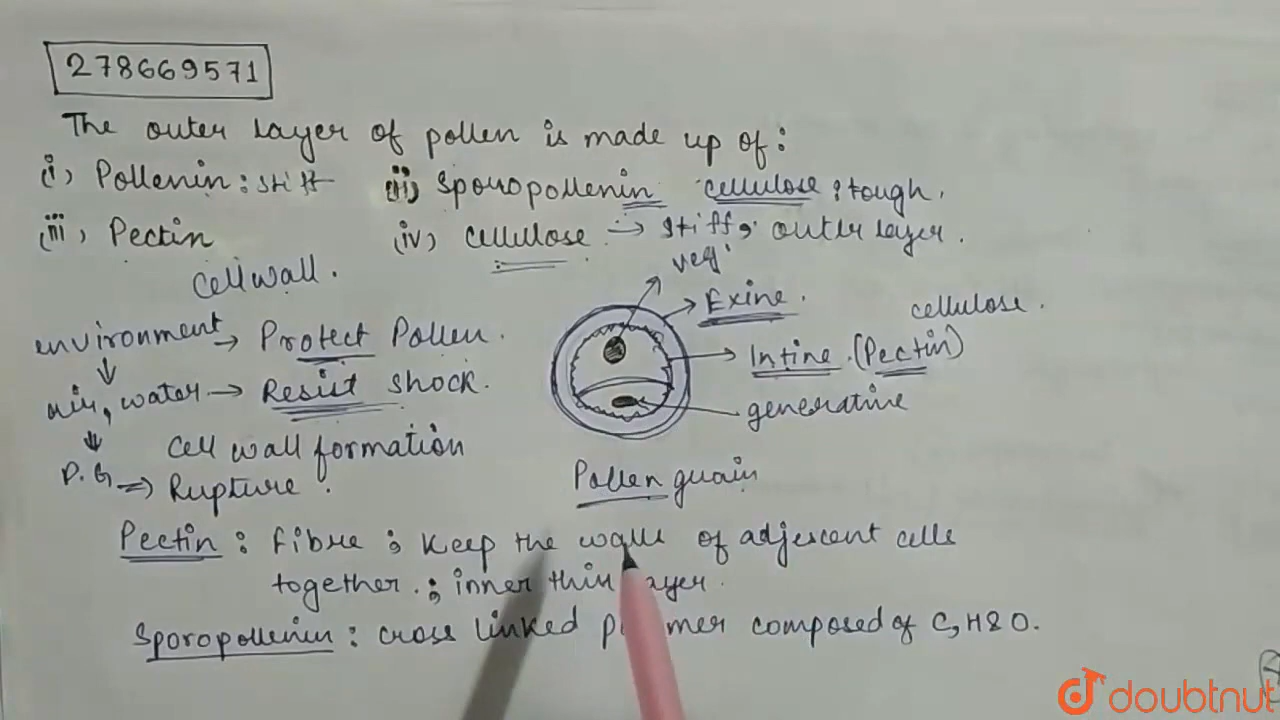 278669571
The outer layer of pollen is made up of :
(i) Pollenin : stiff (ii) Sporopollenin cellulose : tough.
(iii) Pectin (iv) cellulose → stiff, outer layer.
cell wall.
veg
Exine.
cellulose.
environment → Protect Pollen.
Intine. (Pectin)
air, water → Resist shock.
generative
cell wall formation
P.G → Rupture.
Pollen grain
Pectin : fibre ; keep the walls of adjescent cells
together. ; inner thin layer.
Sporopollenin : cross linked polymer composed of C, H & O.
doubtnut